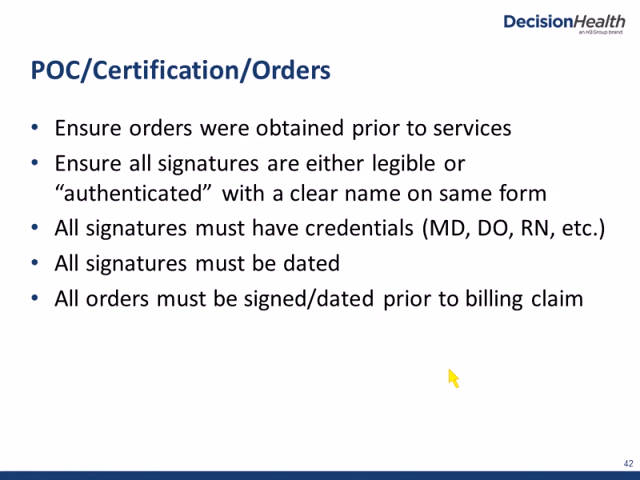 DecisionHealth
an H3.Group brand
POC/Certification/Orders
• Ensure orders were obtained prior to services
• Ensure all signatures are either legible or
“authenticated” with a clear name on same form
• All signatures must have credentials (MD, DO, RN, etc.)
• All signatures must be dated
• All orders must be signed/dated prior to billing claim
42